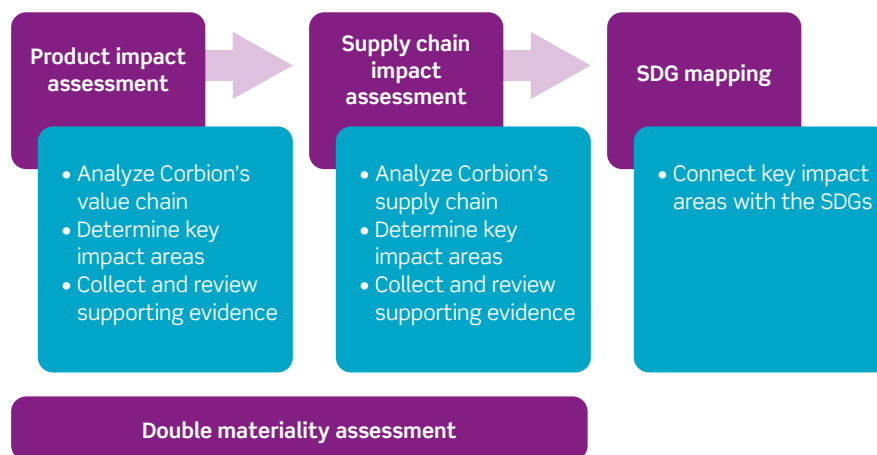 Product impact
assessment
• Analyze Corbion's
value chain
• Determine key
impact areas
• Collect and review
supporting evidence
Supply chain
impact
assessment
• Analyze Corbion's
supply chain
• Determine key
impact areas
• Collect and review
supporting evidence
SDG mapping
• Connect key impact
areas with the SDGs
Double materiality assessment